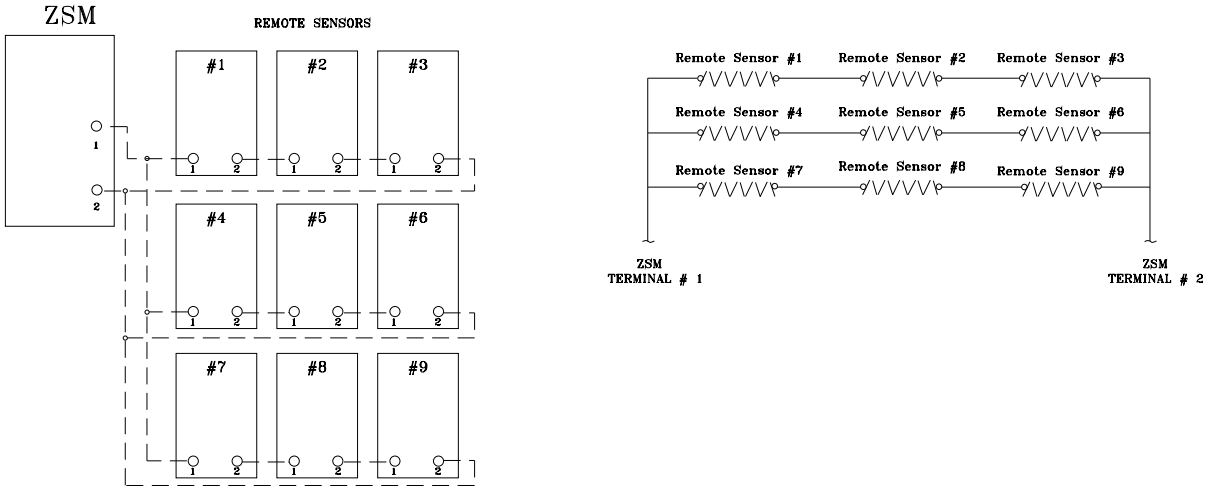 ZSM
REMOTE SENSORS
#1 #2 #3
1
1 2 1 2 1 2
2
#4 #5 #6
1 2 1 2 1 2
#7 #8 #9
1 2 1 2 1 2
Remote Sensor #1 Remote Sensor #2 Remote Sensor #3
Remote Sensor #4 Remote Sensor #5 Remote Sensor #6
Remote Sensor #7 Remote Sensor #8 Remote Sensor #9
ZSM
TERMINAL # 1
ZSM
TERMINAL # 2